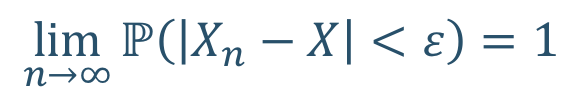 lim ℙ(|Xₙ − X| < ε) = 1
n→∞